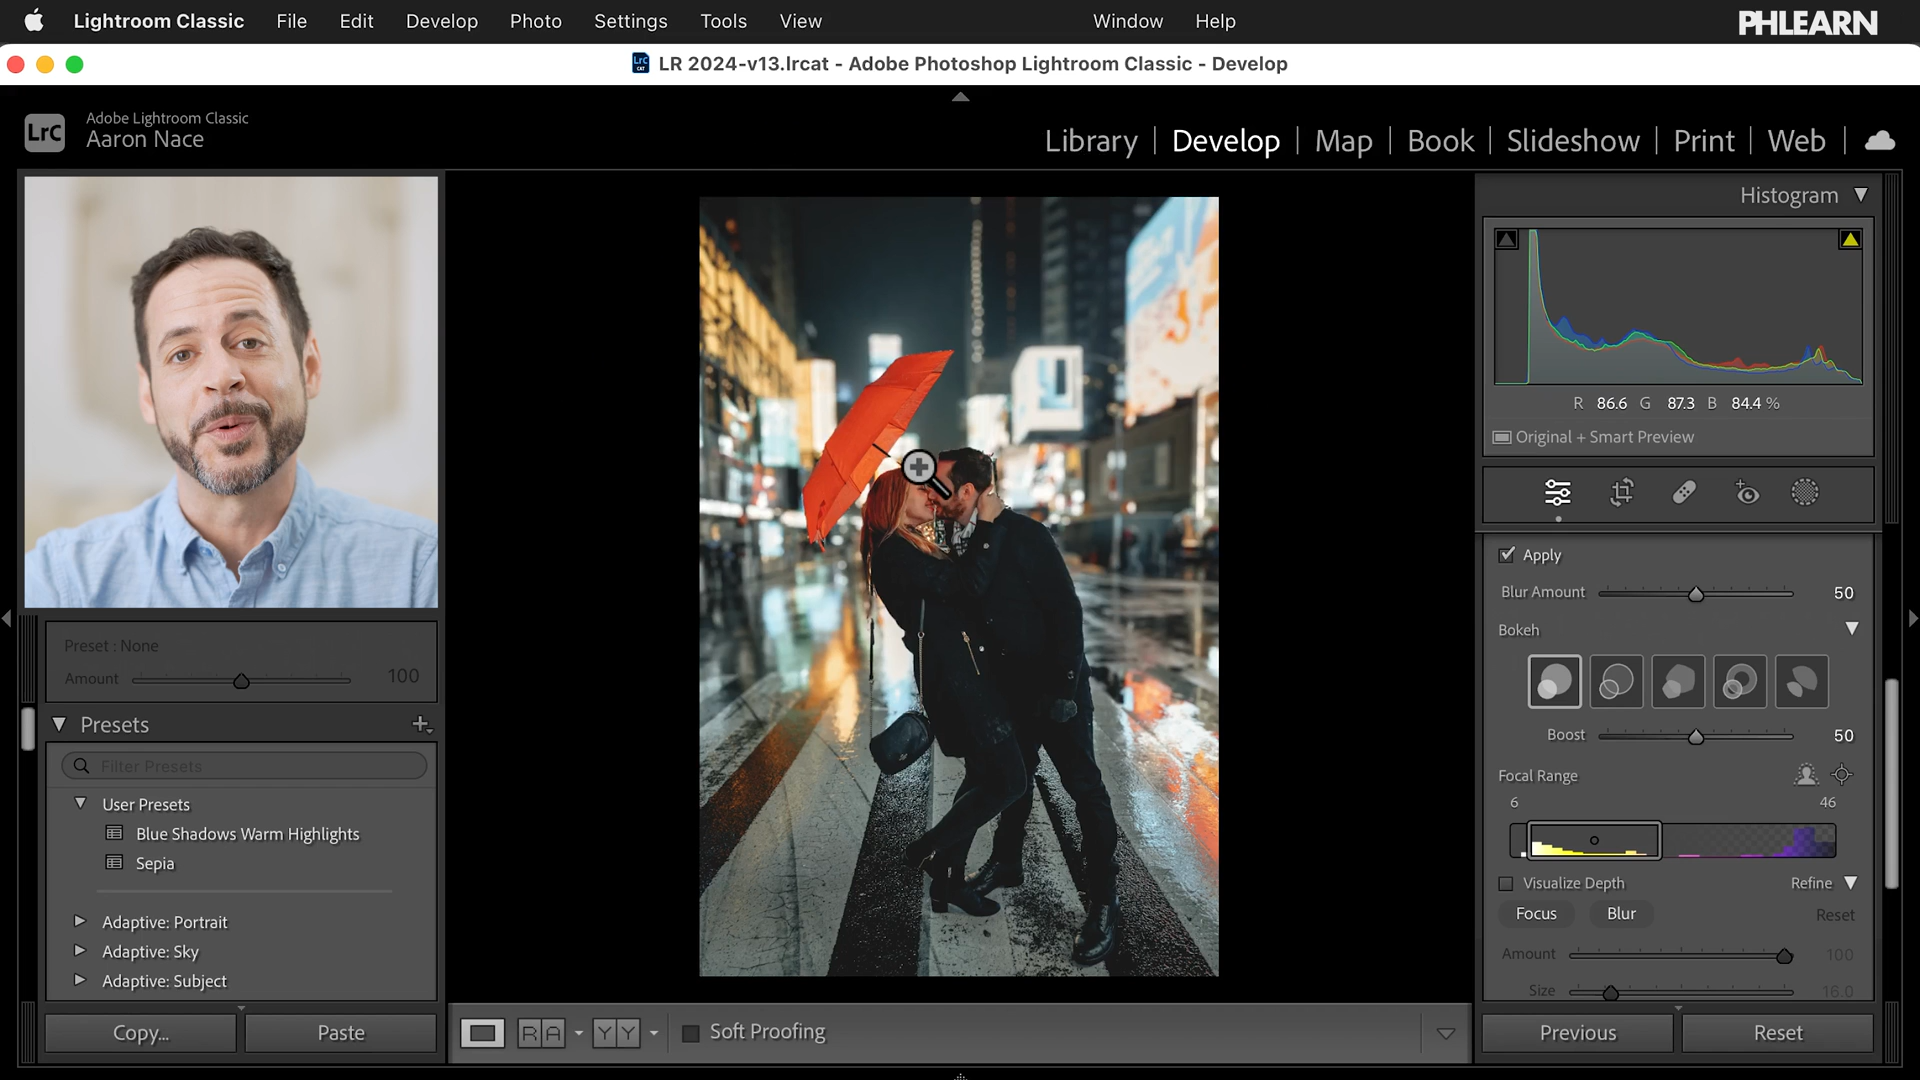 Lightroom Classic File Edit Develop Photo Settings Tools View Window Help
PHLEARN
LR 2024-v13.lrcat - Adobe Photoshop Lightroom Classic - Develop
LrC
Adobe Lightroom Classic
Aaron Nace
Library | Develop | Map | Book | Slideshow | Print | Web
Histogram
R 86.6 G 87.3 B 84.4 %
Original + Smart Preview
Apply
Blur Amount 50
Bokeh
Boost 50
Focal Range
6 46
Visualize Depth Refine
Focus Blur Reset
Amount 100
Size 16.0
Previous Reset
Preset : None
Amount 100
Presets
Filter Presets
User Presets
Blue Shadows Warm Highlights
Sepia
Adaptive: Portrait
Adaptive: Sky
Adaptive: Subject
Copy... Paste
R A Y Y Soft Proofing